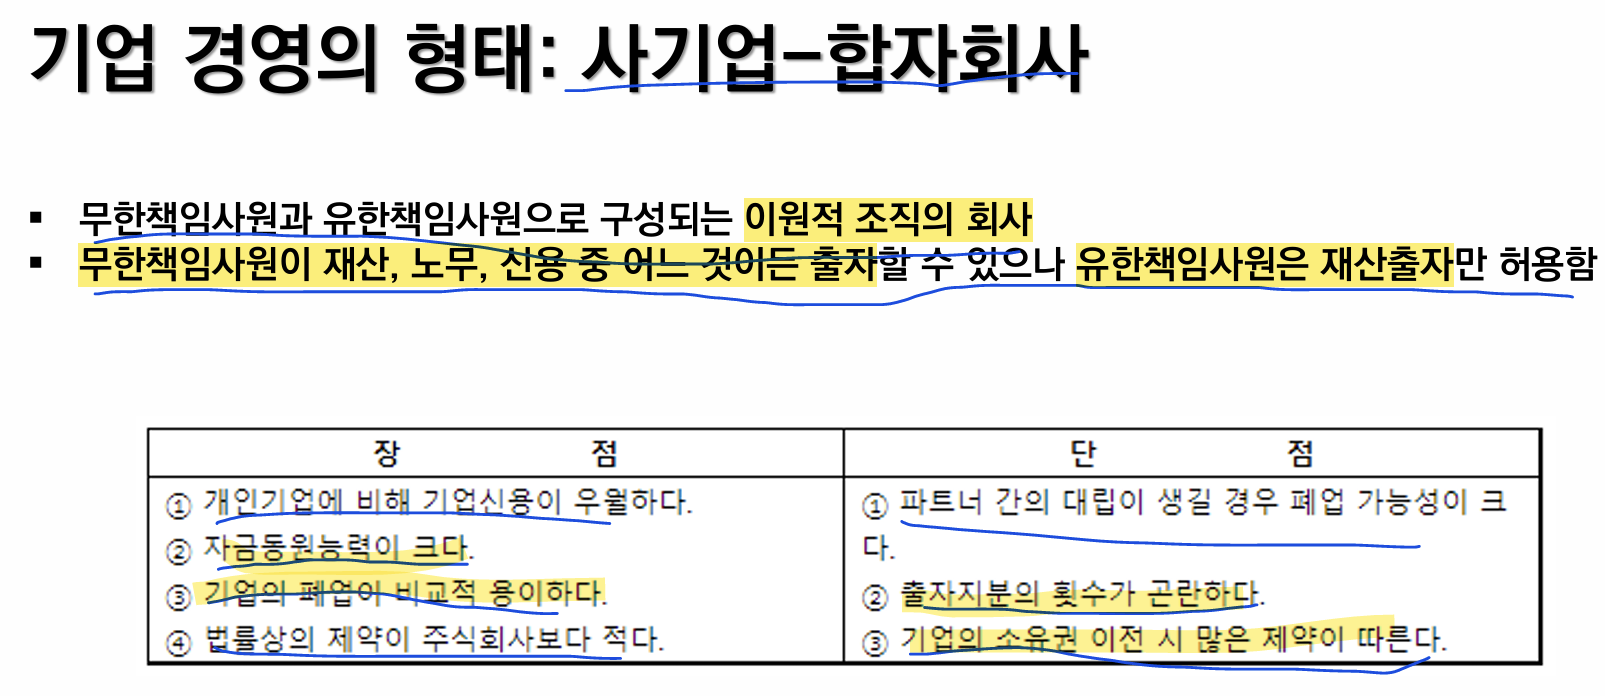 기업 경영의 형태: 사기업-합자회사
▪ 무한책임사원과 유한책임사원으로 구성되는 이원적 조직의 회사
▪ 무한책임사원이 재산, 노무, 신용 중 어느 것이든 출자할 수 있으나 유한책임사원은 재산출자만 허용함
장 점
① 개인기업에 비해 기업신용이 우월하다.
② 자금동원능력이 크다.
③ 기업의 폐업이 비교적 용이하다.
④ 법률상의 제약이 주식회사보다 적다.
단 점
① 파트너 간의 대립이 생길 경우 폐업 가능성이 크
다.
② 출자지분의 횟수가 곤란하다.
③ 기업의 소유권 이전 시 많은 제약이 따른다.